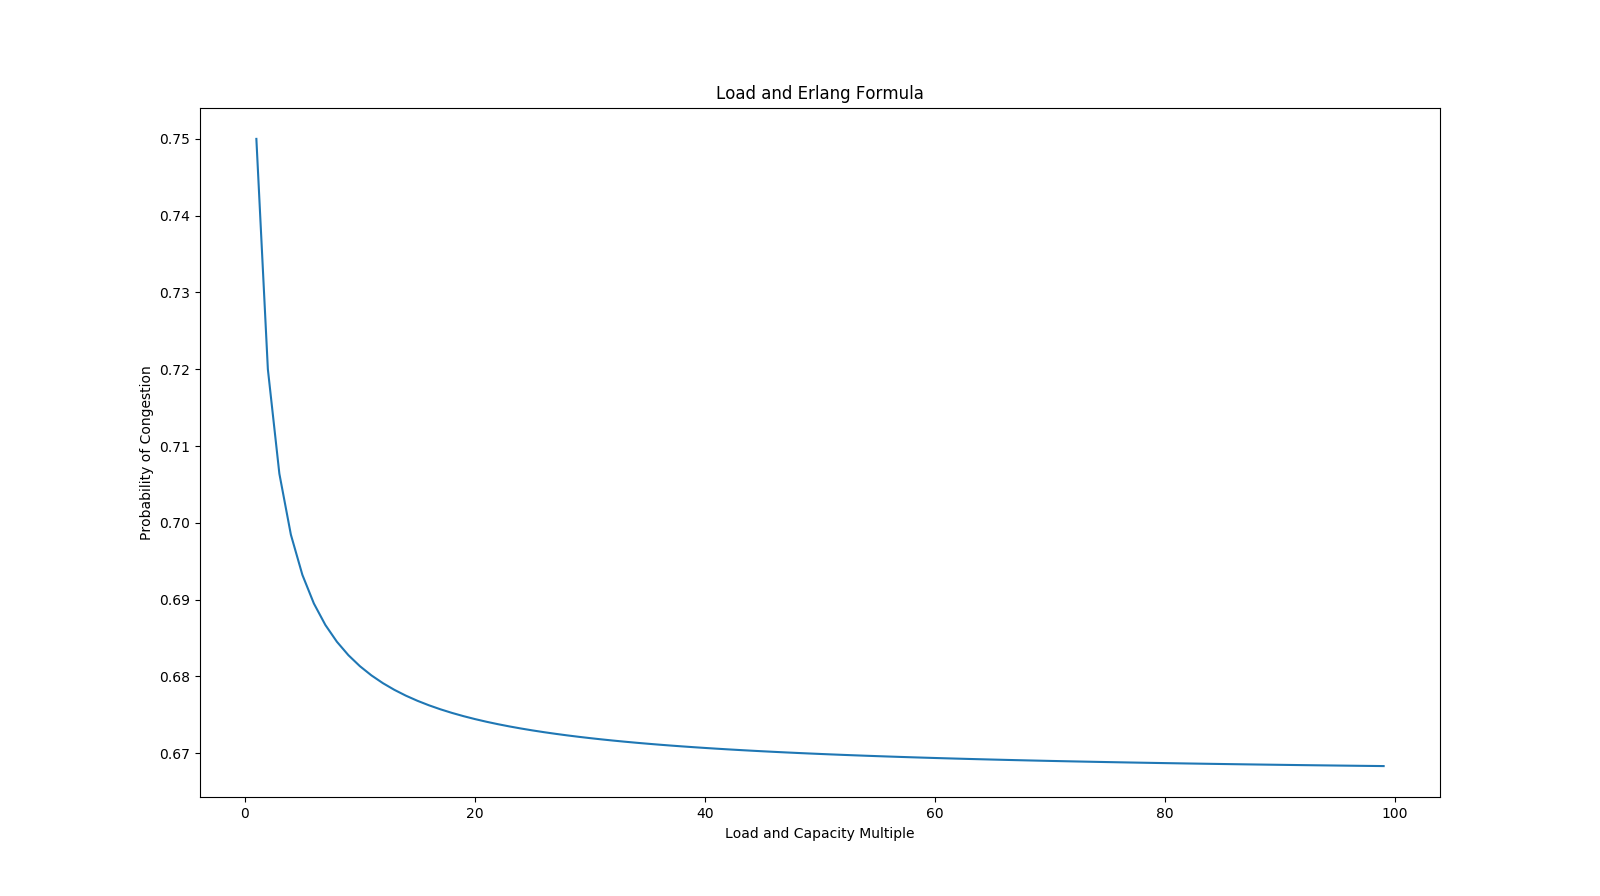 Load and Erlang Formula
Probability of Congestion
0.75
0.74
0.73
0.72
0.71
0.70
0.69
0.68
0.67
0 20 40 60 80 100
Load and Capacity Multiple